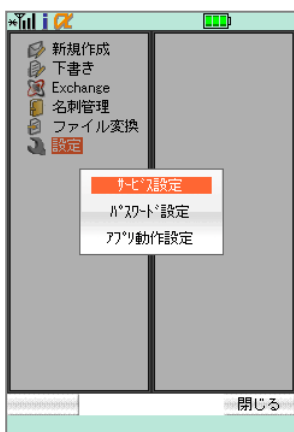 i α
新規作成
下書き
Exchange
名刺管理
ファイル変換
設定
ｻｰﾋﾞｽ設定
ﾊﾟｽﾜｰﾄﾞ設定
ｱﾌﾟﾘ動作設定
閉じる